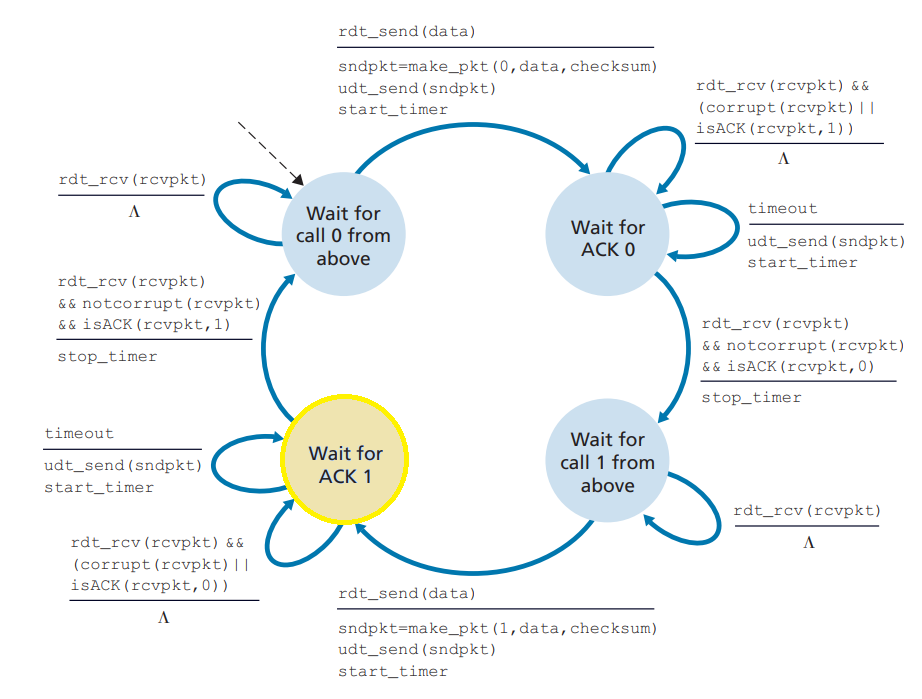 rdt_send(data)
sndpkt=make_pkt(0,data,checksum)
udt_send(sndpkt)
start_timer
rdt_rcv(rcvpkt) &&
(corrupt(rcvpkt)||
isACK(rcvpkt,1))
Λ
rdt_rcv(rcvpkt)
Λ
Wait for
call 0 from
above
Wait for
ACK 0
timeout
udt_send(sndpkt)
start_timer
rdt_rcv(rcvpkt)
&& notcorrupt(rcvpkt)
&& isACK(rcvpkt,1)
stop_timer
rdt_rcv(rcvpkt)
&& notcorrupt(rcvpkt)
&& isACK(rcvpkt,0)
stop_timer
timeout
udt_send(sndpkt)
start_timer
Wait for
ACK 1
Wait for
call 1 from
above
rdt_rcv(rcvpkt)
Λ
rdt_rcv(rcvpkt) &&
(corrupt(rcvpkt)||
isACK(rcvpkt,0))
Λ
rdt_send(data)
sndpkt=make_pkt(1,data,checksum)
udt_send(sndpkt)
start_timer